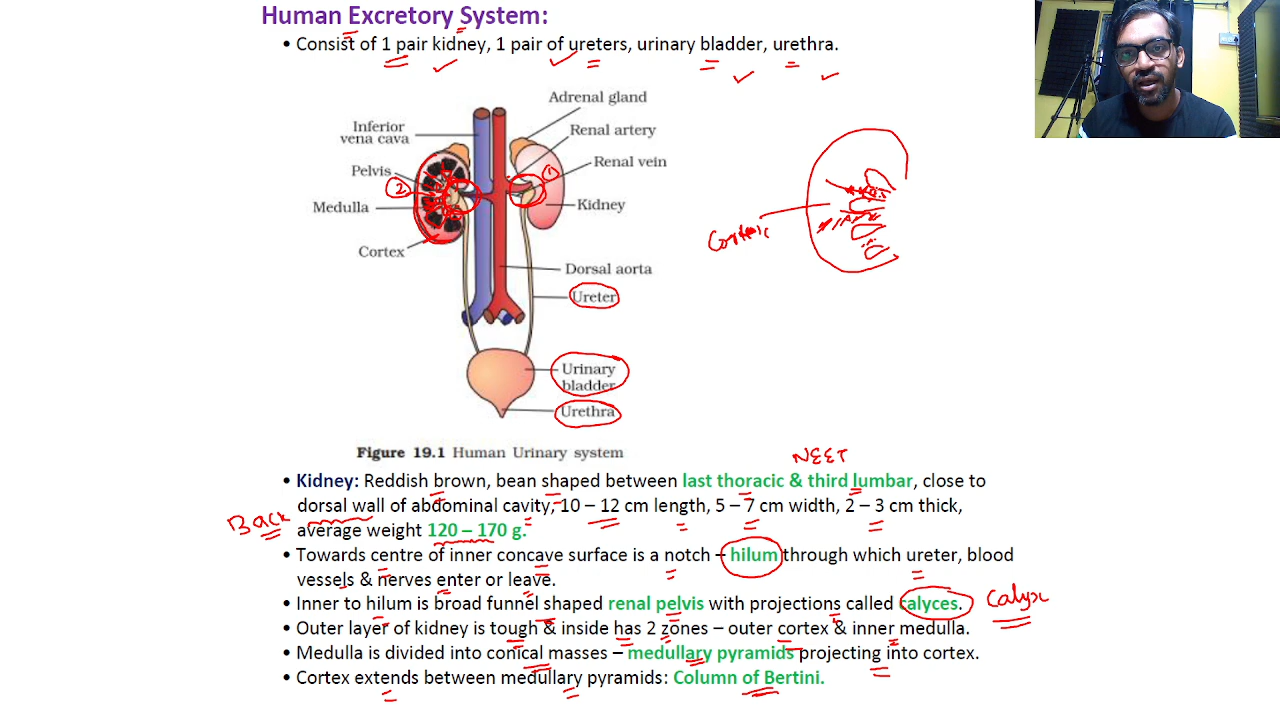 Human Excretory System:
• Consist of 1 pair kidney, 1 pair of ureters, urinary bladder, urethra.
Adrenal gland
Inferior
vena cava
Renal artery
Pelvis
Renal vein
2
1
Medulla
Kidney
Cortex
Dorsal aorta
Ureter
Urinary
bladder
Urethra
Figure 19.1 Human Urinary system
NEET
• Kidney: Reddish brown, bean shaped between last thoracic & third lumbar, close to
dorsal wall of abdominal cavity, 10 – 12 cm length, 5 – 7 cm width, 2 – 3 cm thick,
Back
average weight 120 – 170 g.
• Towards centre of inner concave surface is a notch – hilum through which ureter, blood
vessels & nerves enter or leave.
• Inner to hilum is broad funnel shaped renal pelvis with projections called calyces.
Calyx
• Outer layer of kidney is tough & inside has 2 zones – outer cortex & inner medulla.
• Medulla is divided into conical masses – medullary pyramids projecting into cortex.
• Cortex extends between medullary pyramids: Column of Bertini.